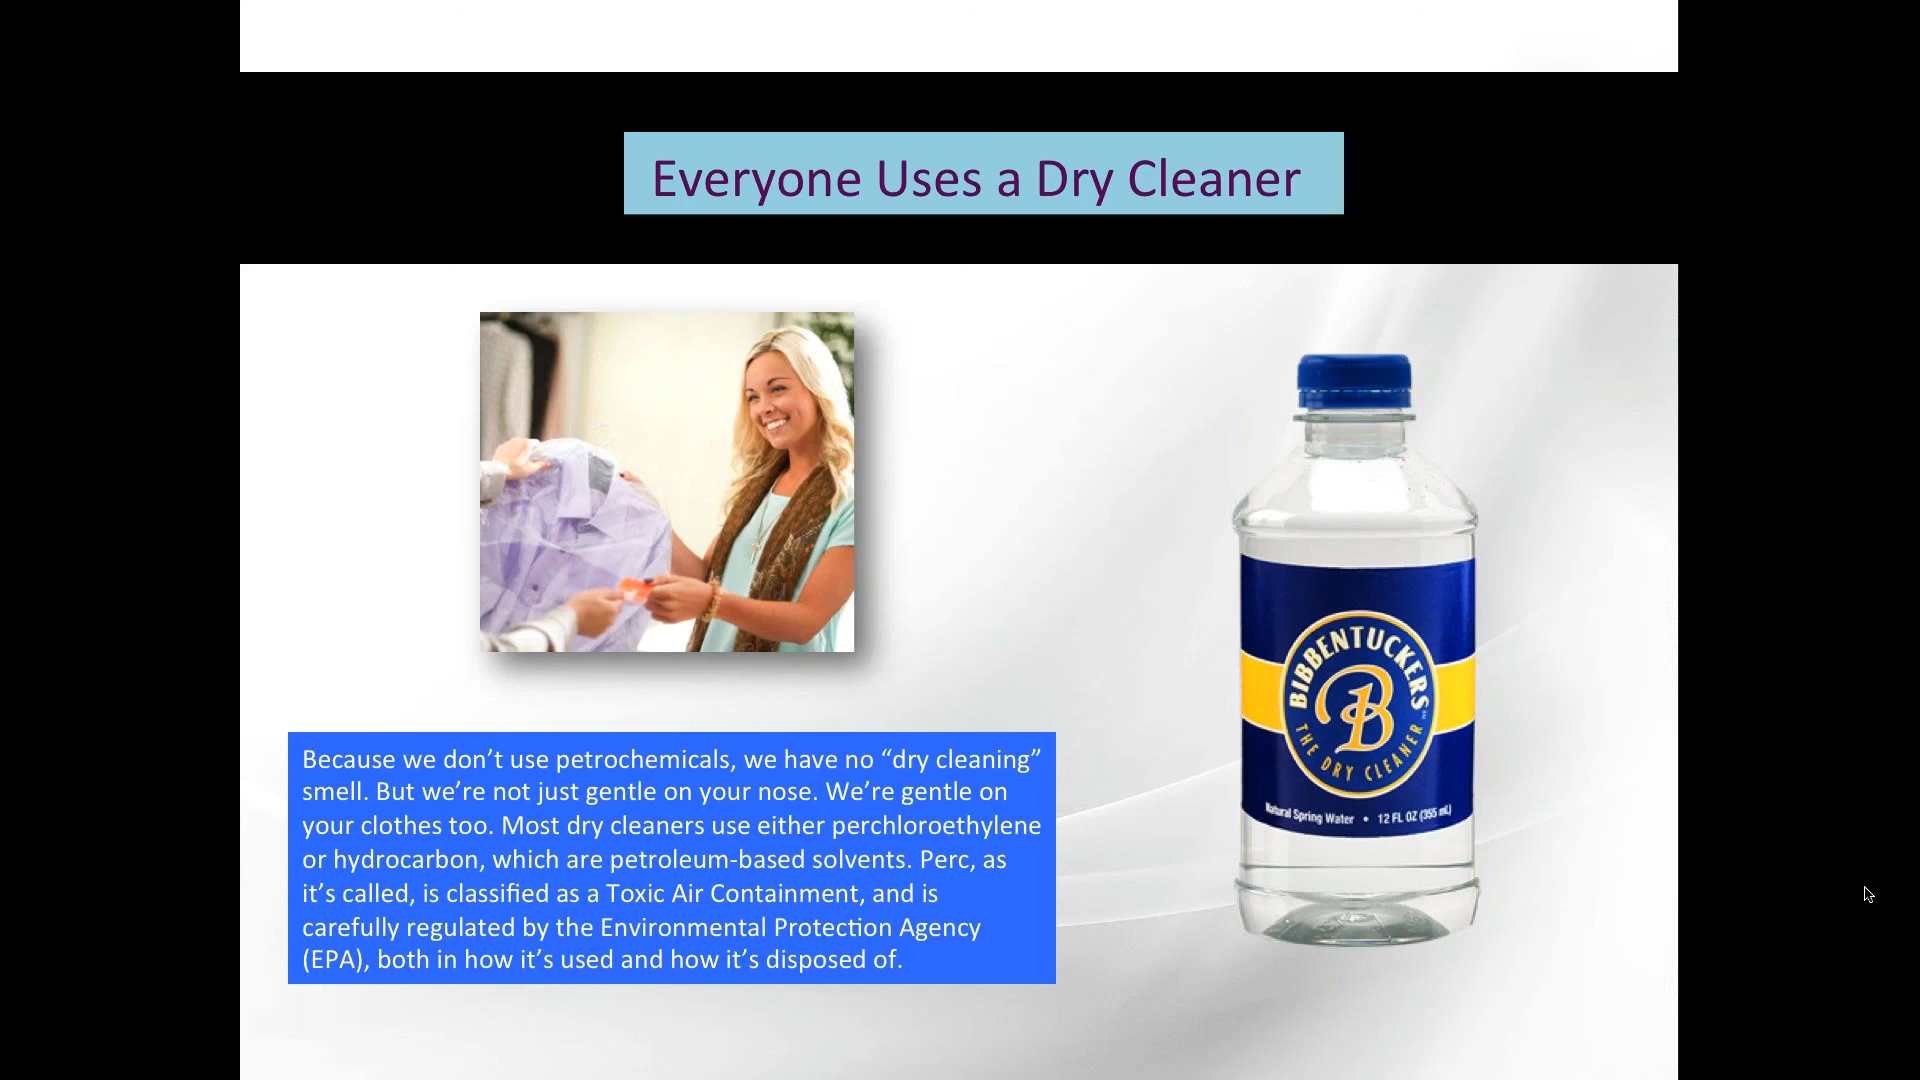 Everyone Uses a Dry Cleaner
BIBBENTUCKERS
SM
B
THE DRY CLEANER
Natural Spring Water • 12 FL OZ (355 mL)
Because we don’t use petrochemicals, we have no “dry cleaning”
smell. But we’re not just gentle on your nose. We’re gentle on
your clothes too. Most dry cleaners use either perchloroethylene
or hydrocarbon, which are petroleum-based solvents. Perc, as
it’s called, is classified as a Toxic Air Containment, and is
carefully regulated by the Environmental Protection Agency
(EPA), both in how it’s used and how it’s disposed of.